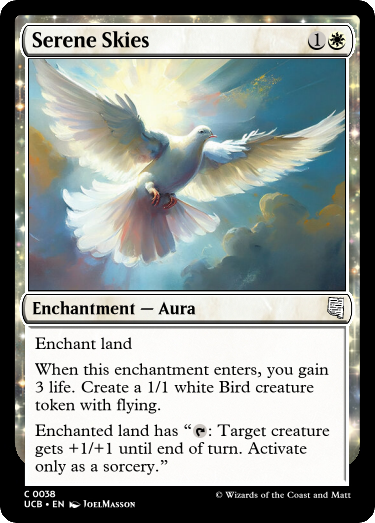 Serene Skies 1
Enchantment — Aura
Enchant land
When this enchantment enters, you gain
3 life. Create a 1/1 white Bird creature
token with flying.
Enchanted land has “: Target creature
gets +1/+1 until end of turn. Activate
only as a sorcery.”
C 0038
UCB • EN JoelMasson
© Wizards of the Coast and Matt